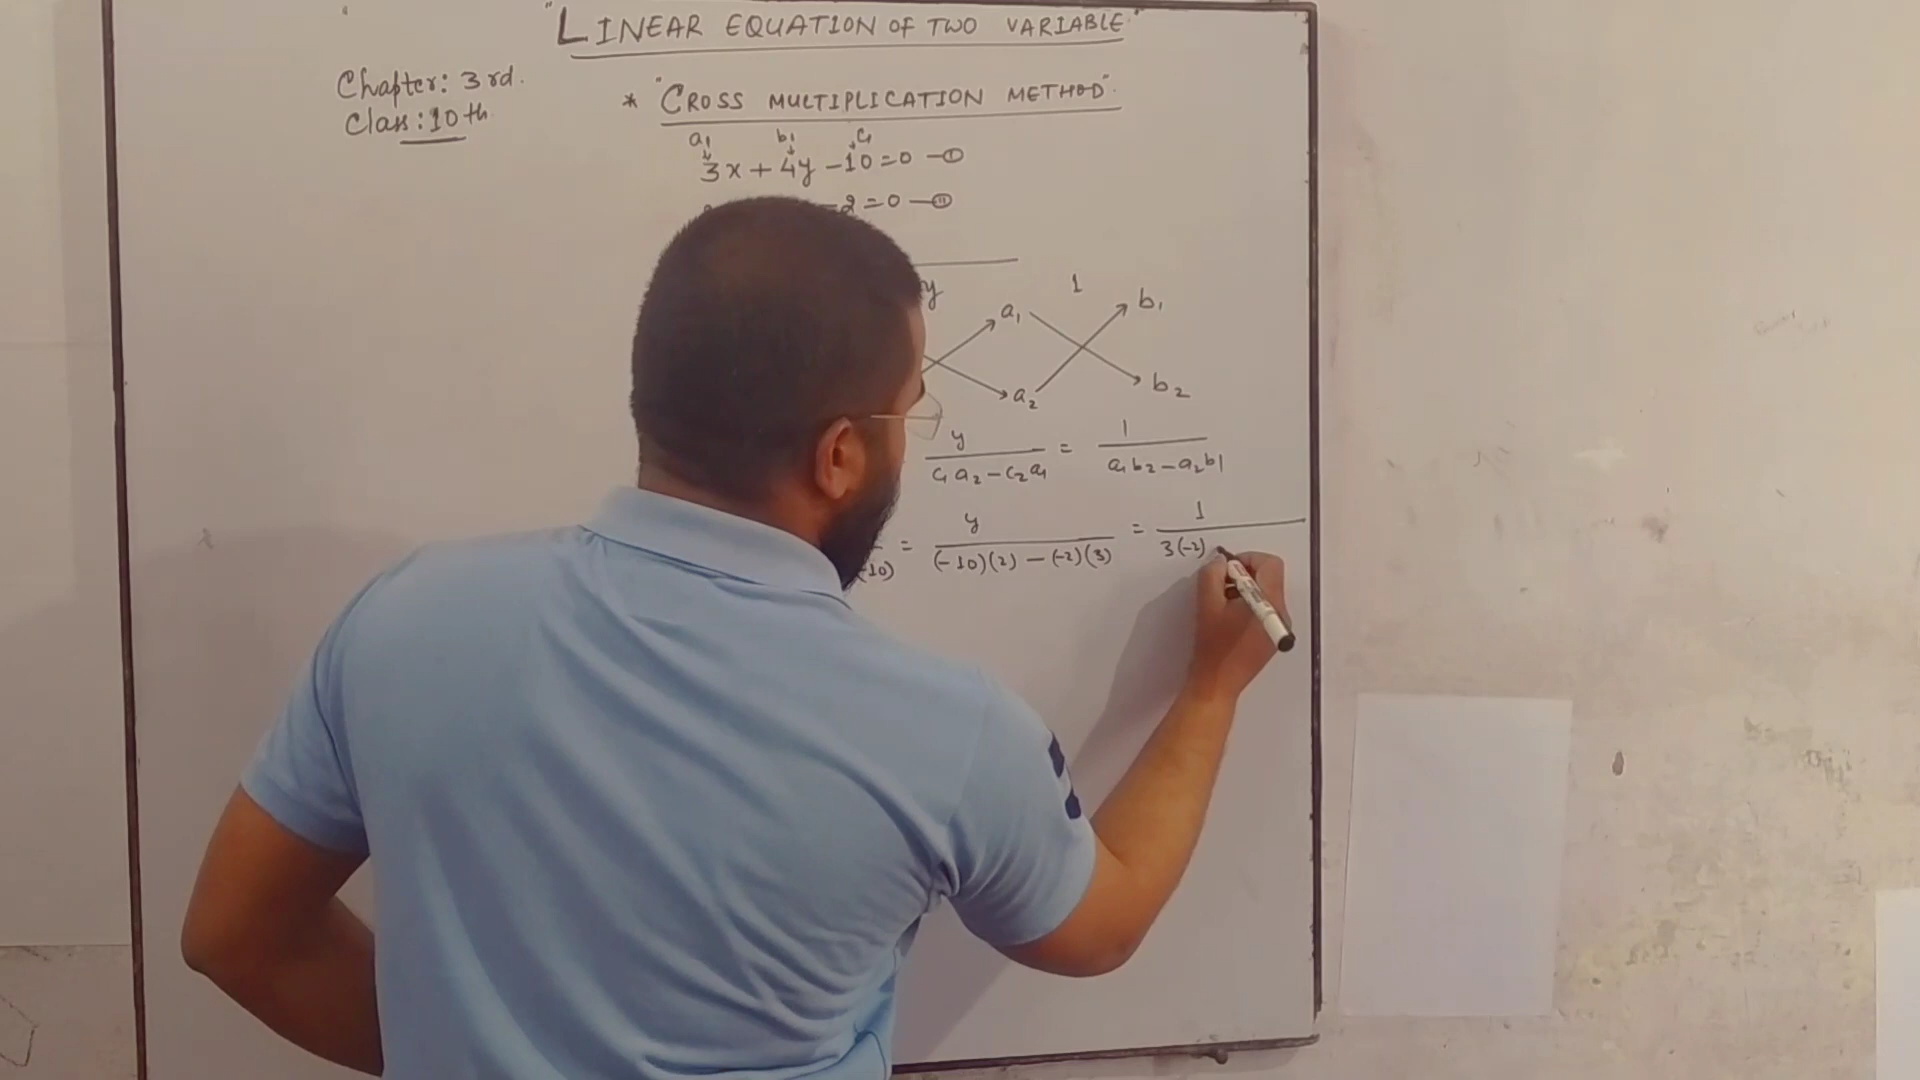 "LINEAR EQUATION OF TWO VARIABLE"
Chapter: 3rd.
Class: 10th
* "CROSS MULTIPLICATION METHOD"
a₁ b₁ c₁
3x + 4y - 10 = 0 — (I)
- 2 = 0 — (II)
y 1
a₁ b₁
a₂ b₂
y/(c₁a₂ - c₂a₁) = 1/(a₁b₂ - a₂b₁)
(-10) = y/((-10)(2) - (-2)(3)) = 1/(3(-2)